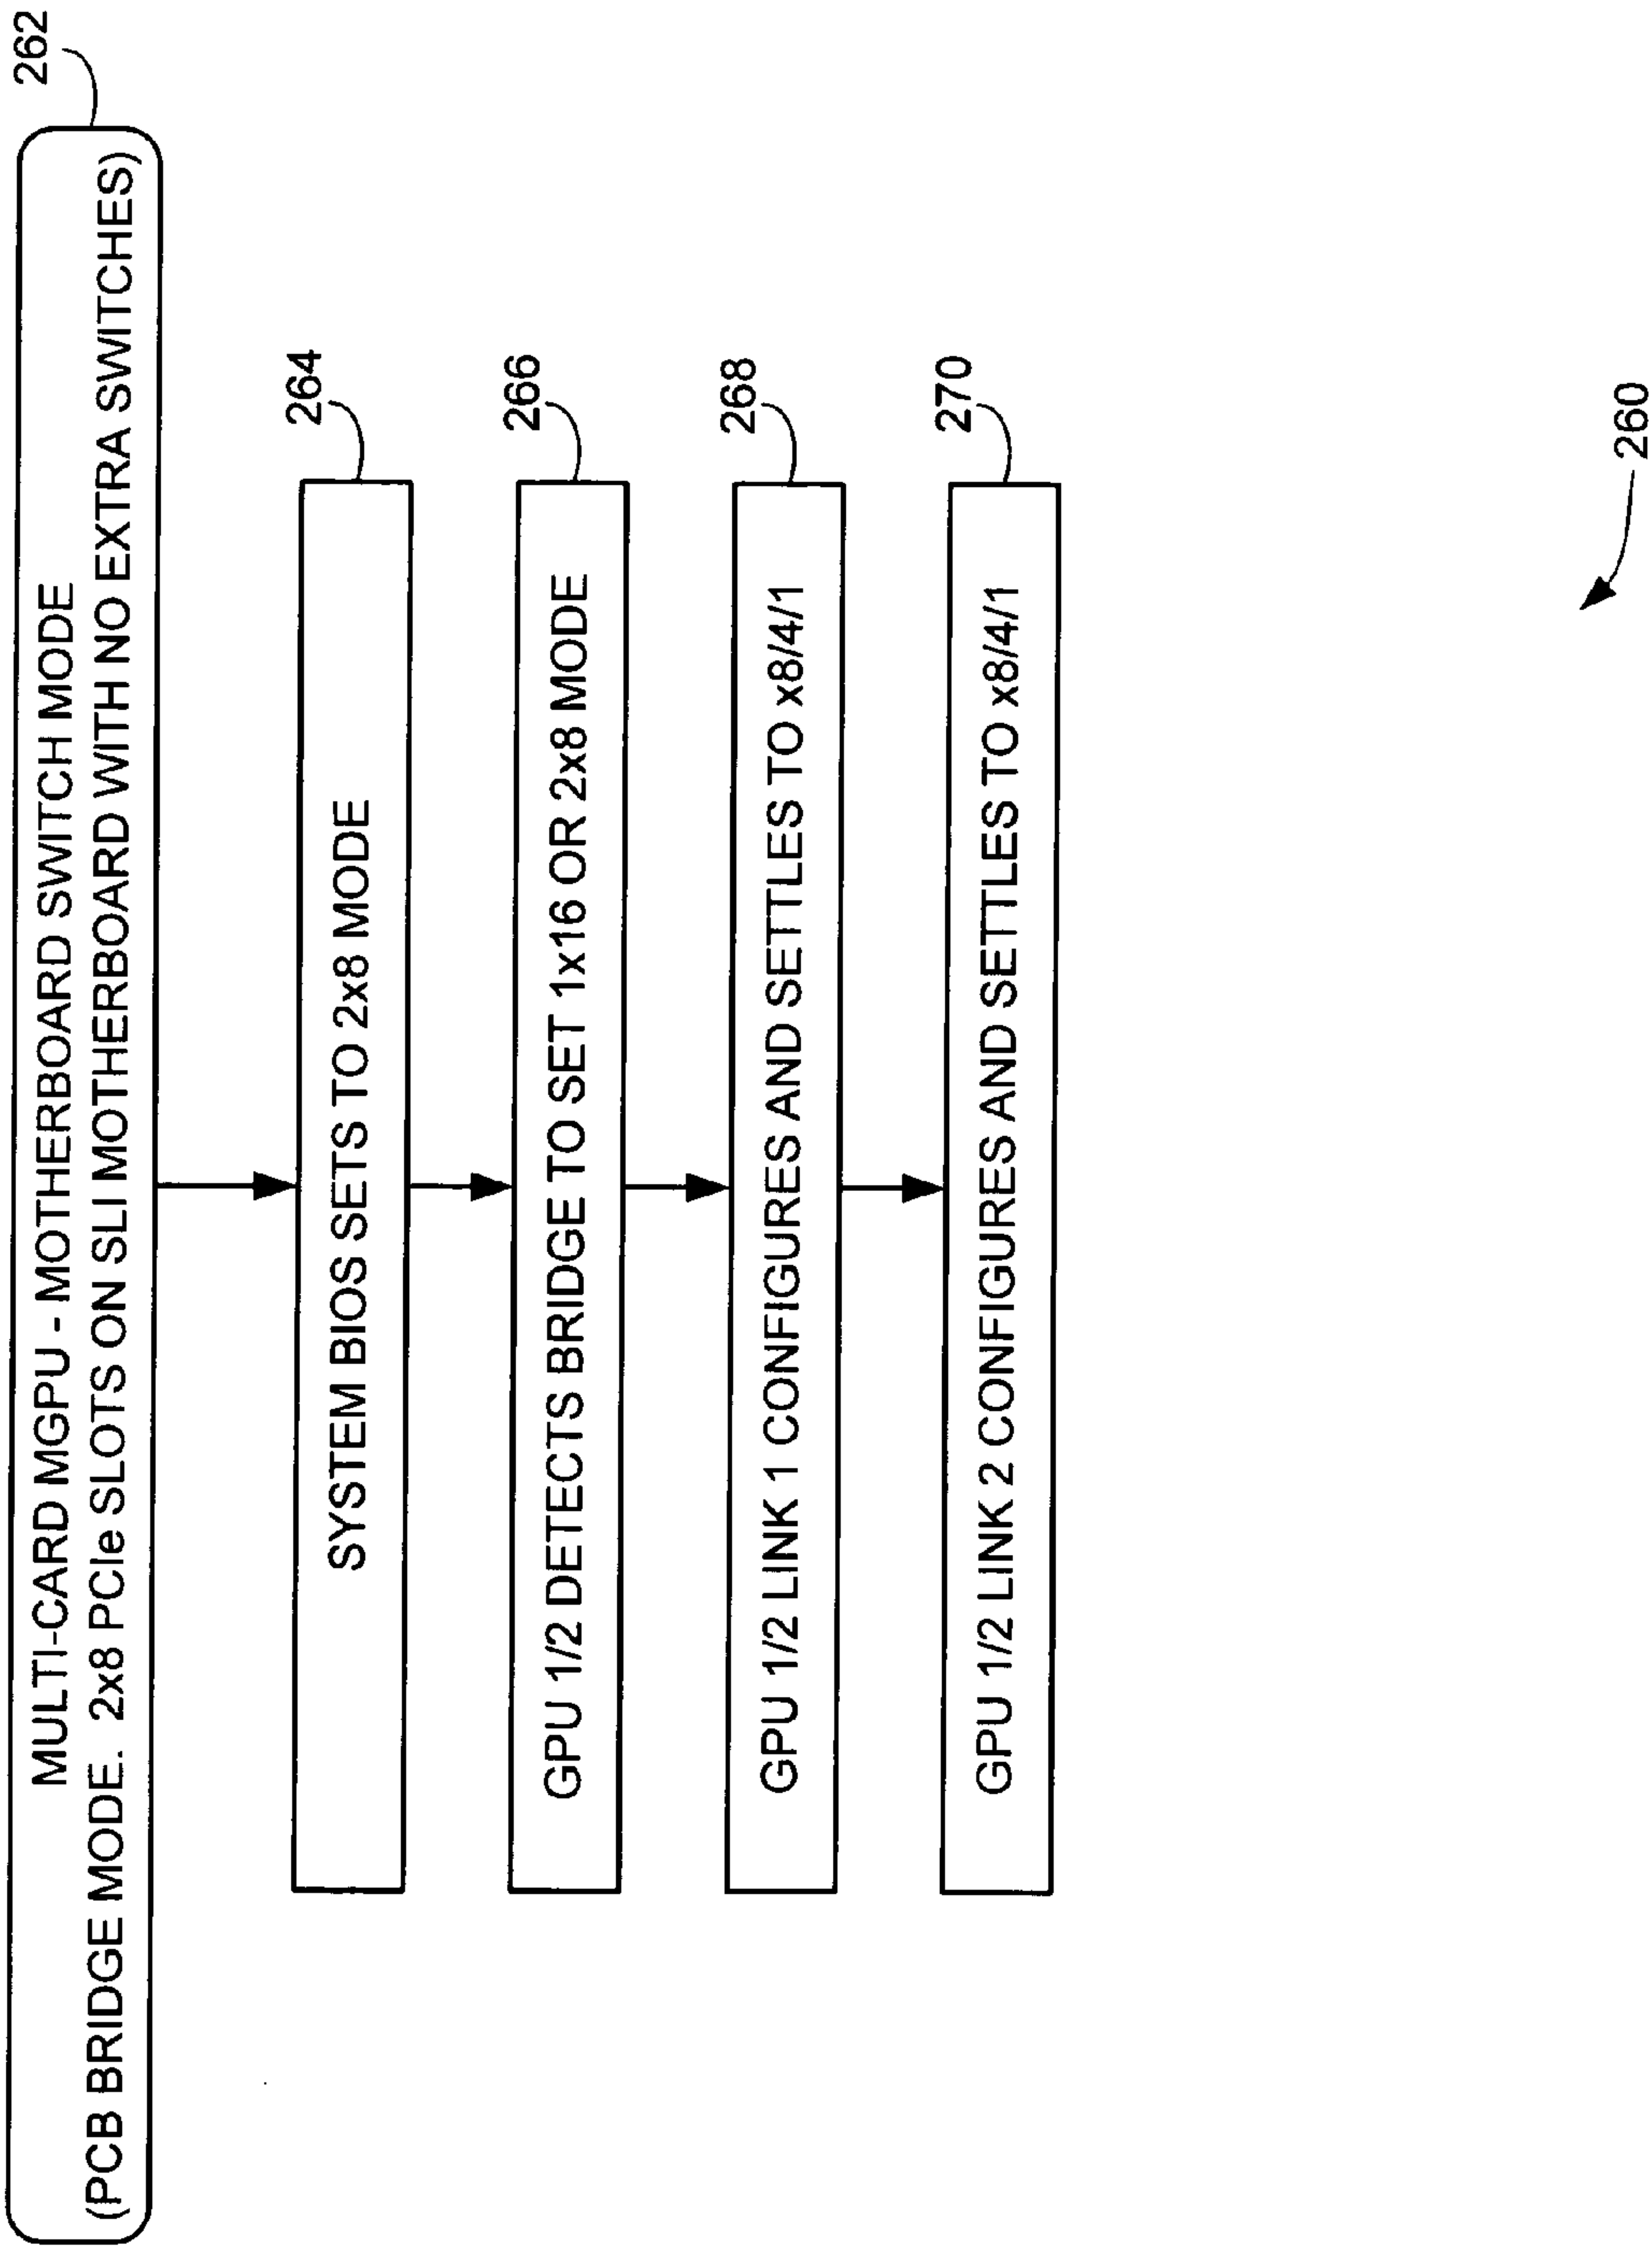 262
MULTI-CARD MGPU - MOTHERBOARD SWITCH MODE
(PCB BRIDGE MODE. 2x8 PCIe SLOTS ON SLI MOTHERBOARD WITH NO EXTRA SWITCHES)
264
SYSTEM BIOS SETS TO 2x8 MODE
266
GPU 1/2 DETECTS BRIDGE TO SET 1x16 OR 2x8 MODE
268
GPU 1/2 LINK 1 CONFIGURES AND SETTLES TO x8/4/1
270
GPU 1/2 LINK 2 CONFIGURES AND SETTLES TO x8/4/1
260